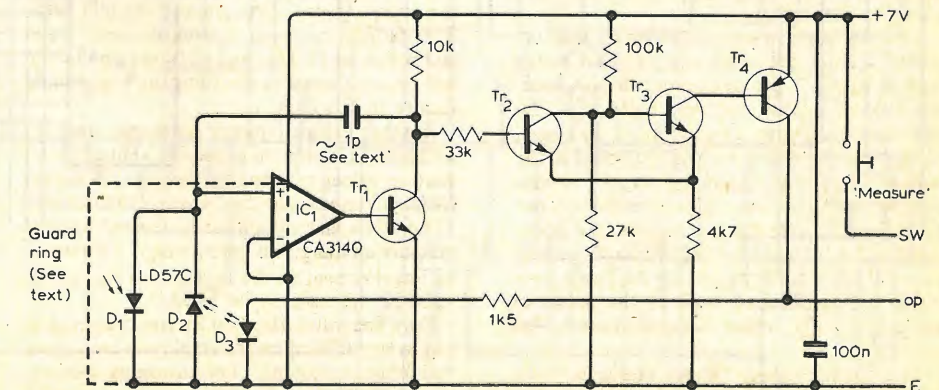 +7V
10k
100k
Tr4
Tr3
Tr2
1p
~ See text
33k
Tr1
'Measure'
+
IC1
-
CA3140
SW
Guard
ring
(See
text)
LD57C
27k
4k7
D1
D2
D3
1k5
op
100n
E